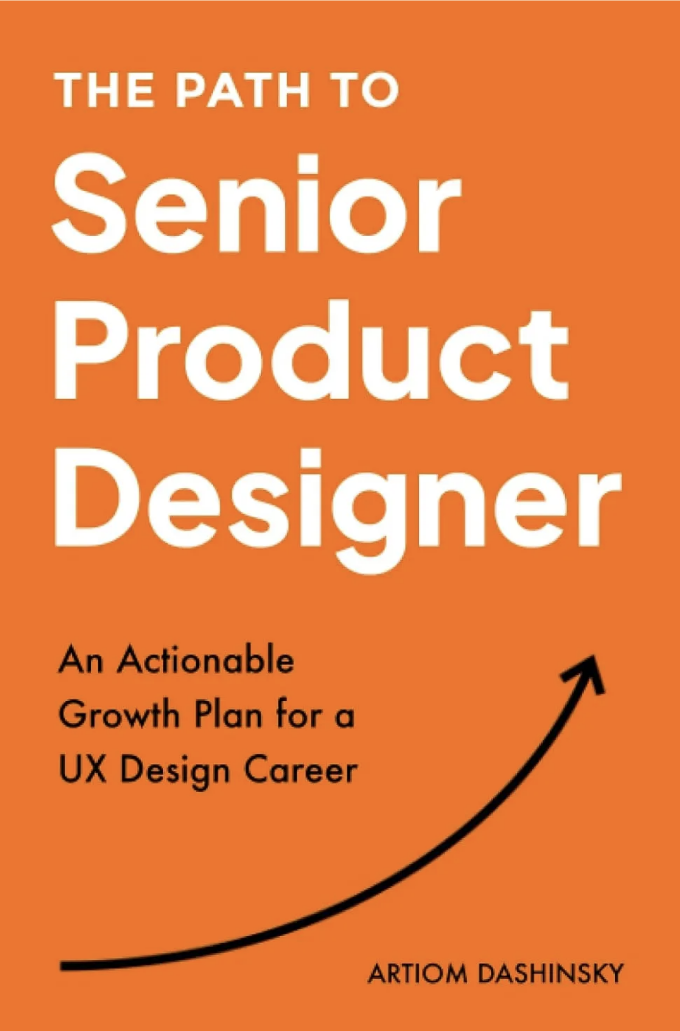 THE PATH TO
Senior
Product
Designer
An Actionable
Growth Plan for a
UX Design Career
ARTIOM DASHINSKY